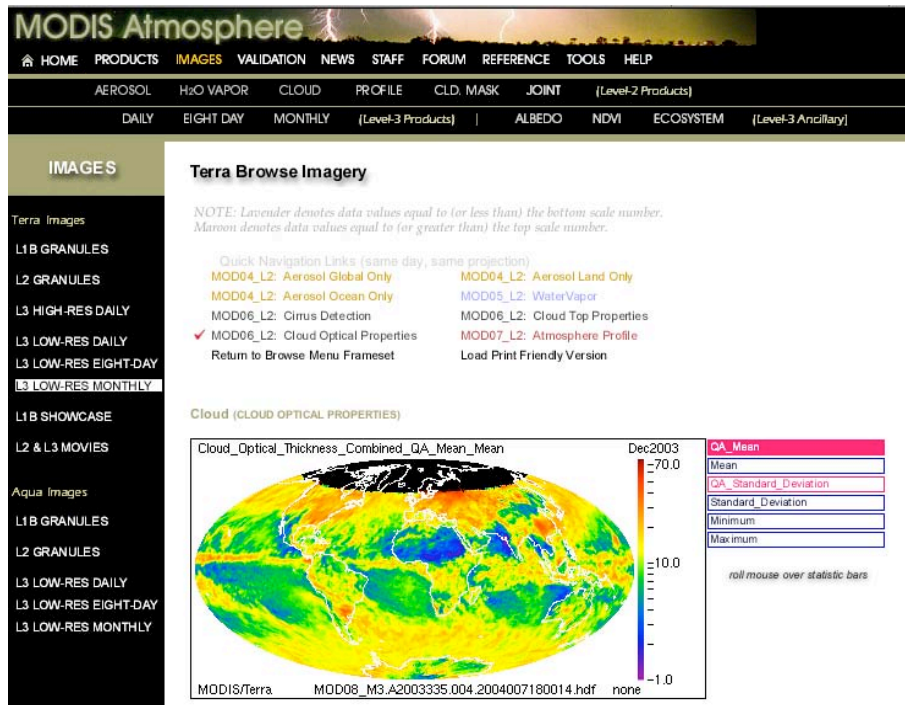 MODIS Atmosphere
HOME PRODUCTS IMAGES VALIDATION NEWS STAFF FORUM REFERENCE TOOLS HELP
AEROSOL H2O VAPOR CLOUD PROFILE CLD. MASK JOINT (Level-2 Products)
DAILY EIGHT DAY MONTHLY (Level-3 Products) | ALBEDO NDVI ECOSYSTEM (Level-3 Ancillary)
IMAGES
Terra Images
L1B GRANULES
L2 GRANULES
L3 HIGH-RES DAILY
L3 LOW-RES DAILY
L3 LOW-RES EIGHT-DAY
L3 LOW-RES MONTHLY
L1B SHOWCASE
L2 & L3 MOVIES
Aqua Images
L1B GRANULES
L2 GRANULES
L3 LOW-RES DAILY
L3 LOW-RES EIGHT-DAY
L3 LOW-RES MONTHLY
Terra Browse Imagery
NOTE: Lavender denotes data values equal to (or less than) the bottom scale number.
Maroon denotes data values equal to (or greater than) the top scale number.
Quick Navigation Links (same day, same projection)
MOD04_L2: Aerosol Global Only MOD04_L2: Aerosol Land Only
MOD04_L2: Aerosol Ocean Only MOD05_L2: WaterVapor
MOD06_L2: Cirrus Detection MOD06_L2: Cloud Top Properties
MOD06_L2: Cloud Optical Properties MOD07_L2: Atmosphere Profile
Return to Browse Menu Frameset Load Print Friendly Version
Cloud (CLOUD OPTICAL PROPERTIES)
Cloud_Optical_Thickness_Combined_QA_Mean_Mean Dec2003
70.0
10.0
1.0
MODIS/Terra MOD08_M3.A2003335.004.2004007180014.hdf none
QA_Mean
Mean
QA_Standard_Deviation
Standard_Deviation
Minimum
Maximum
roll mouse over statistic bars